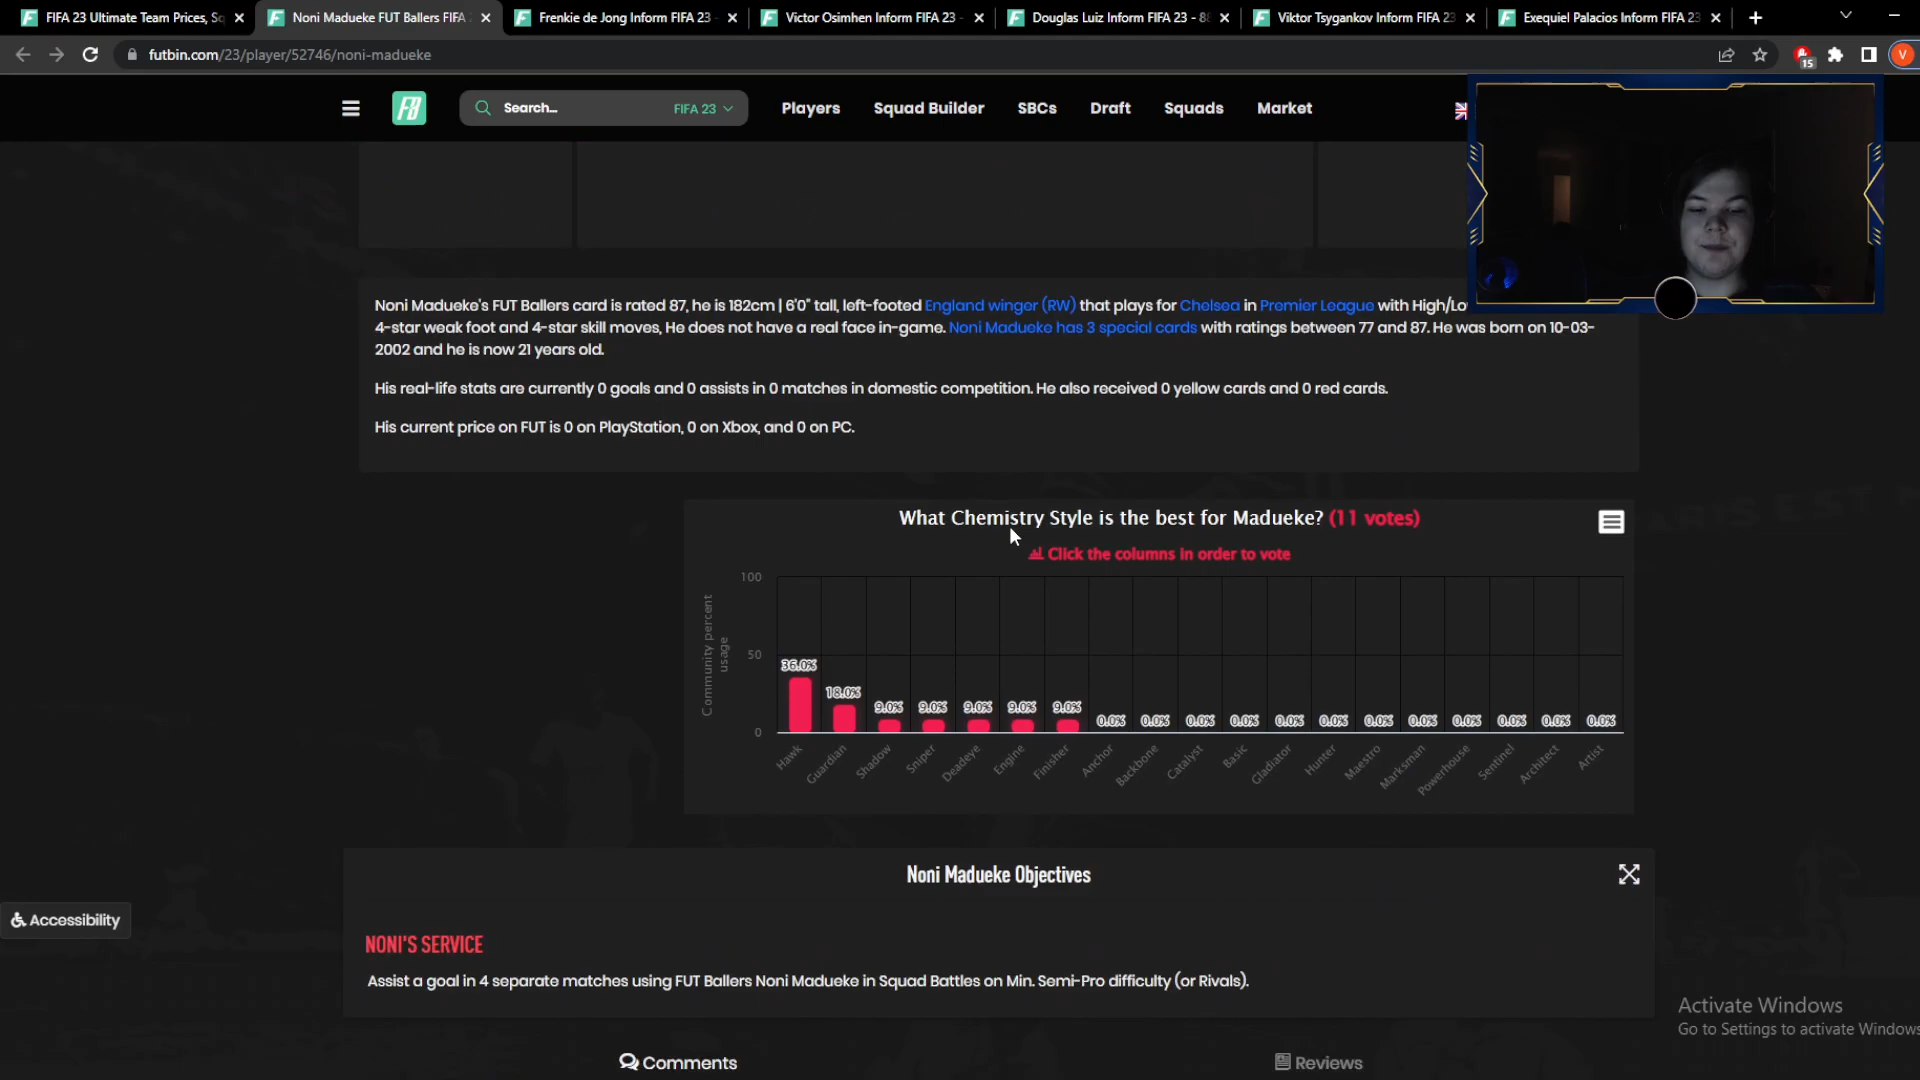 FIFA 23 Ultimate Team Prices, Sq
Noni Madueke FUT Ballers FIFA
Frenkie de Jong Inform FIFA 23 -
Victor Osimhen Inform FIFA 23 -
Douglas Luiz Inform FIFA 23 - 88
Viktor Tsygankov Inform FIFA 23
Exequiel Palacios Inform FIFA 23
futbin.com/23/player/52746/noni-madueke
15
V
Search...
FIFA 23
Players
Squad Builder
SBCs
Draft
Squads
Market
Noni Madueke's FUT Ballers card is rated 87, he is 182cm | 6'0" tall, left-footed England winger (RW) that plays for Chelsea in Premier League with High/Lo
4-star weak foot and 4-star skill moves, He does not have a real face in-game. Noni Madueke has 3 special cards with ratings between 77 and 87. He was born on 10-03-
2002 and he is now 21 years old.
His real-life stats are currently 0 goals and 0 assists in 0 matches in domestic competition. He also received 0 yellow cards and 0 red cards.
His current price on FUT is 0 on PlayStation, 0 on Xbox, and 0 on PC.
What Chemistry Style is the best for Madueke? (11 votes)
Click the columns in order to vote
Community percent
usage
100
50
0
36.0%
18.0%
9.0%
9.0%
9.0%
9.0%
9.0%
0.0%
0.0%
0.0%
0.0%
0.0%
0.0%
0.0%
0.0%
0.0%
0.0%
0.0%
0.0%
Hawk
Guardian
Shadow
Sniper
Deadeye
Engine
Finisher
Anchor
Backbone
Catalyst
Basic
Gladiator
Hunter
Maestro
Marksman
Powerhouse
Sentinel
Architect
Artist
Noni Madueke Objectives
Accessibility
NONI'S SERVICE
Assist a goal in 4 separate matches using FUT Ballers Noni Madueke in Squad Battles on Min. Semi-Pro difficulty (or Rivals).
Activate Windows
Go to Settings to activate Windows
Comments
Reviews